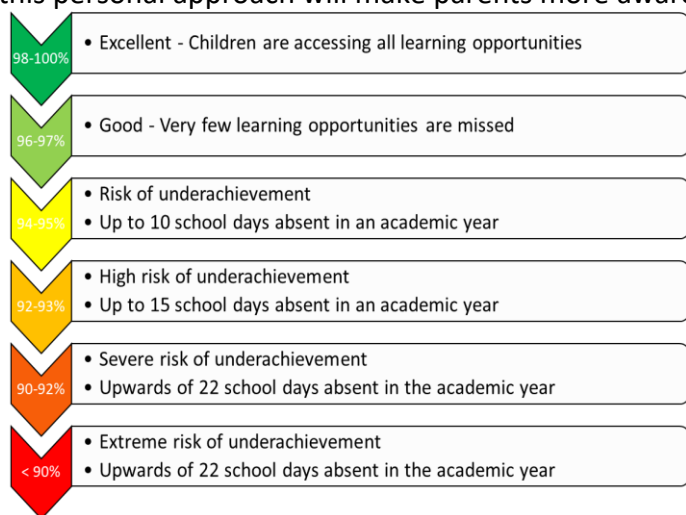 this personal approach will make parents more aware
98-100%
• Excellent - Children are accessing all learning opportunities
96-97%
• Good - Very few learning opportunities are missed
94-95%
• Risk of underachievement
• Up to 10 school days absent in an academic year
92-93%
• High risk of underachievement
• Up to 15 school days absent in an academic year
90-92%
• Severe risk of underachievement
• Upwards of 22 school days absent in the academic year
< 90%
• Extreme risk of underachievement
• Upwards of 22 school days absent in the academic year